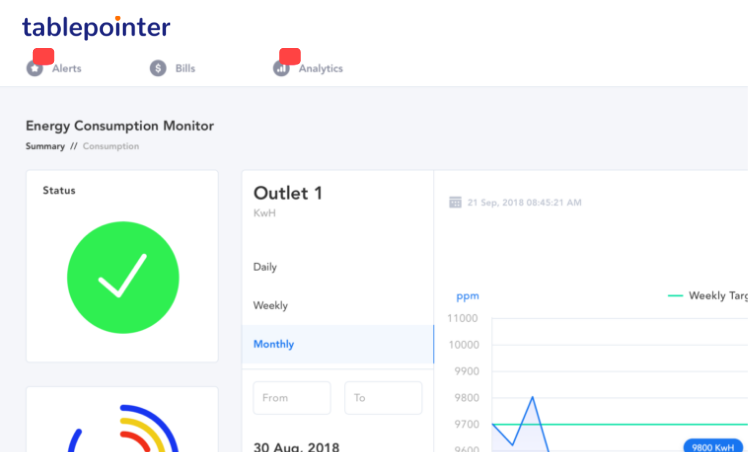 tablepointer
Alerts
Bills
Analytics
Energy Consumption Monitor
Summary // Consumption
Status
Outlet 1
KwH
21 Sep, 2018 08:45:21 AM
Daily
Weekly
Monthly
ppm
Weekly Targ
11000
10000
9900
9800
9700
9600
From
To
30 Aug, 2018
9800 KwH